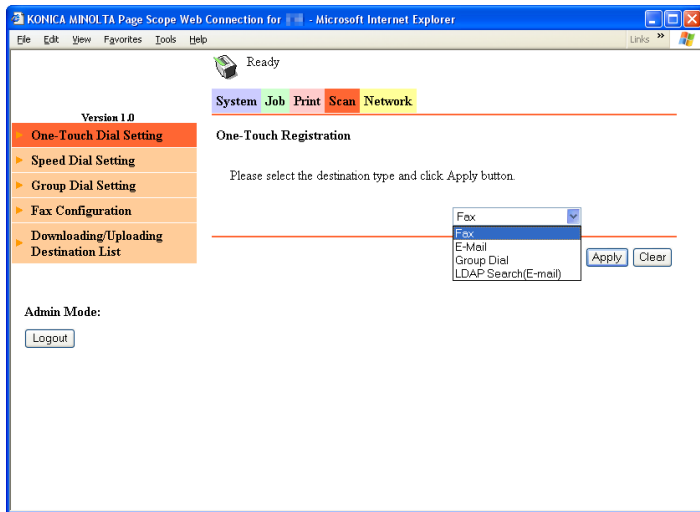 KONICA MINOLTA Page Scope Web Connection for - Microsoft Internet Explorer
File Edit View Favorites Tools Help
Links »
Ready
System Job Print Scan Network
Version 1.0
One-Touch Dial Setting
Speed Dial Setting
Group Dial Setting
Fax Configuration
Downloading/Uploading
Destination List
Admin Mode:
Logout
One-Touch Registration
Please select the destination type and click Apply button.
Fax
Fax
E-Mail
Group Dial
LDAP Search(E-mail)
Apply Clear